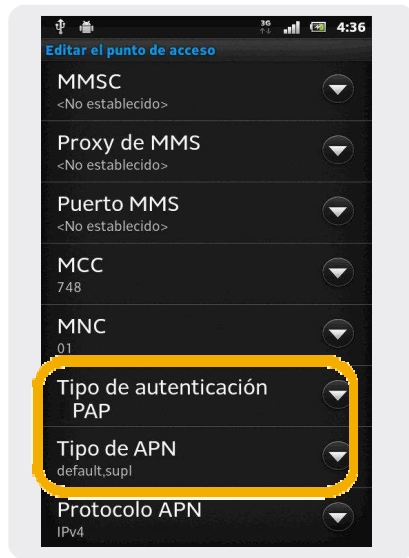 3G 4:36
Editar el punto de acceso
MMSC
<No establecido>
Proxy de MMS
<No establecido>
Puerto MMS
<No establecido>
MCC
748
MNC
01
Tipo de autenticación
PAP
Tipo de APN
default,supl
Protocolo APN
IPv4